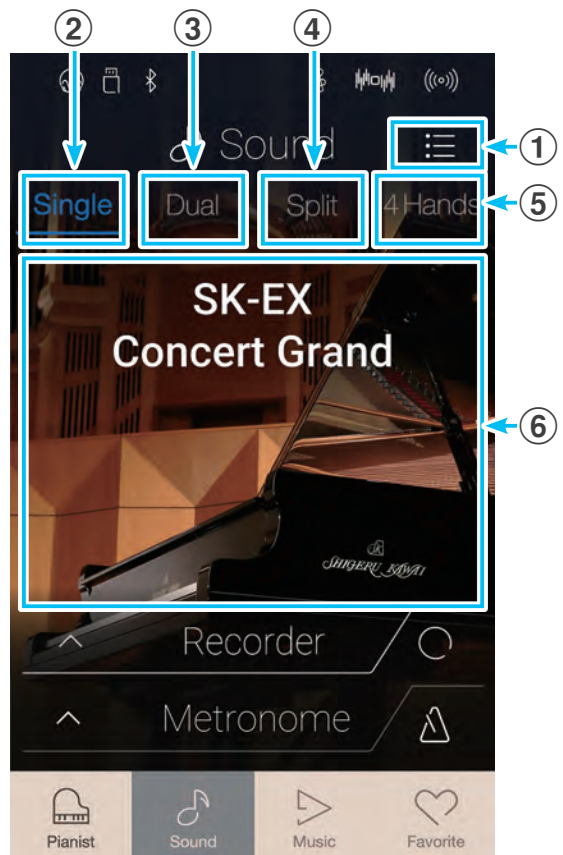 ② ③ ④
Sound
①
Single Dual Split 4 Hands
⑤
SK-EX
Concert Grand
⑥
SK
SHIGERU KAWAI
Recorder
Metronome
Pianist Sound Music Favorite